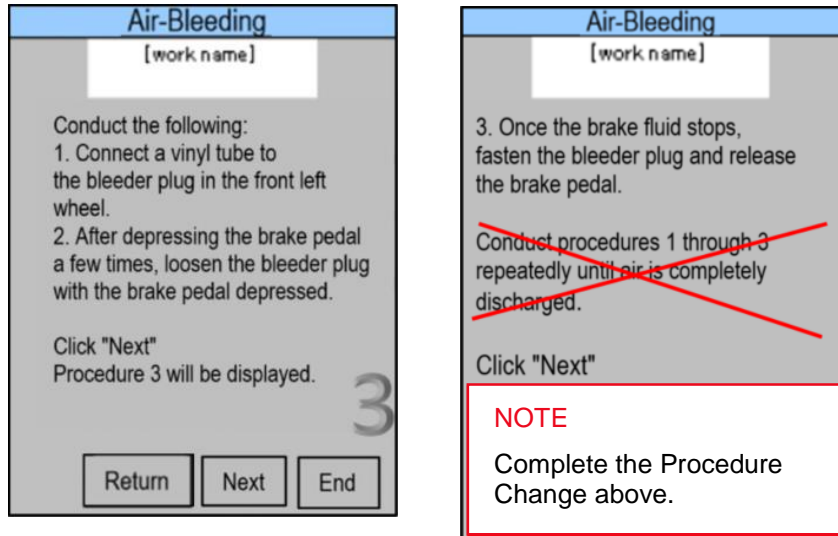 Air-Bleeding
[work name]
Conduct the following:
1. Connect a vinyl tube to
the bleeder plug in the front left
wheel.
2. After depressing the brake pedal
a few times, loosen the bleeder plug
with the brake pedal depressed.
Click "Next"
Procedure 3 will be displayed.
3
Return Next End
Air-Bleeding
[work name]
3. Once the brake fluid stops,
fasten the bleeder plug and release
the brake pedal.
Conduct procedures 1 through 3
repeatedly until air is completely
discharged.
Click "Next"
NOTE
Complete the Procedure
Change above.